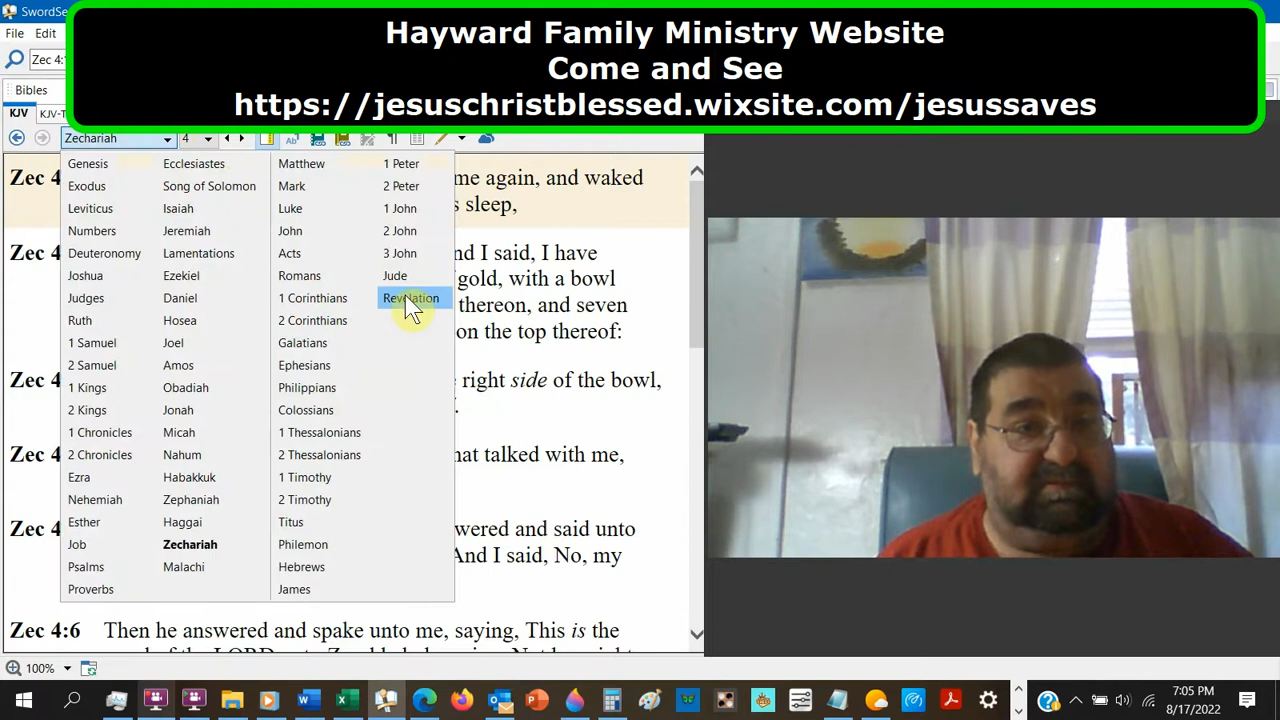 SwordSe
File Edit
Hayward Family Ministry Website
Come and See
https://jesuschristblessed.wixsite.com/jesussaves
Zec 4:
Bibles
KJV KJV-T
Zechariah 4
Genesis Ecclesiastes Matthew 1 Peter
Exodus Song of Solomon Mark 2 Peter
Leviticus Isaiah Luke 1 John
Numbers Jeremiah John 2 John
Deuteronomy Lamentations Acts 3 John
Joshua Ezekiel Romans Jude
Judges Daniel 1 Corinthians Revelation
Ruth Hosea 2 Corinthians
1 Samuel Joel Galatians
2 Samuel Amos Ephesians
1 Kings Obadiah Philippians
2 Kings Jonah Colossians
1 Chronicles Micah 1 Thessalonians
2 Chronicles Nahum 2 Thessalonians
Ezra Habakkuk 1 Timothy
Nehemiah Zephaniah 2 Timothy
Esther Haggai Titus
Job Zechariah Philemon
Psalms Malachi Hebrews
Proverbs James
Zec 4 me again, and waked
s sleep,
Zec 4 nd I said, I have
gold, with a bowl
thereon, and seven
on the top thereof:
Zec 4 right side of the bowl,
Zec 4 hat talked with me,
Zec 4 wered and said unto
And I said, No, my
Zec 4:6 Then he answered and spake unto me, saying, This is the
100%
7:05 PM
8/17/2022